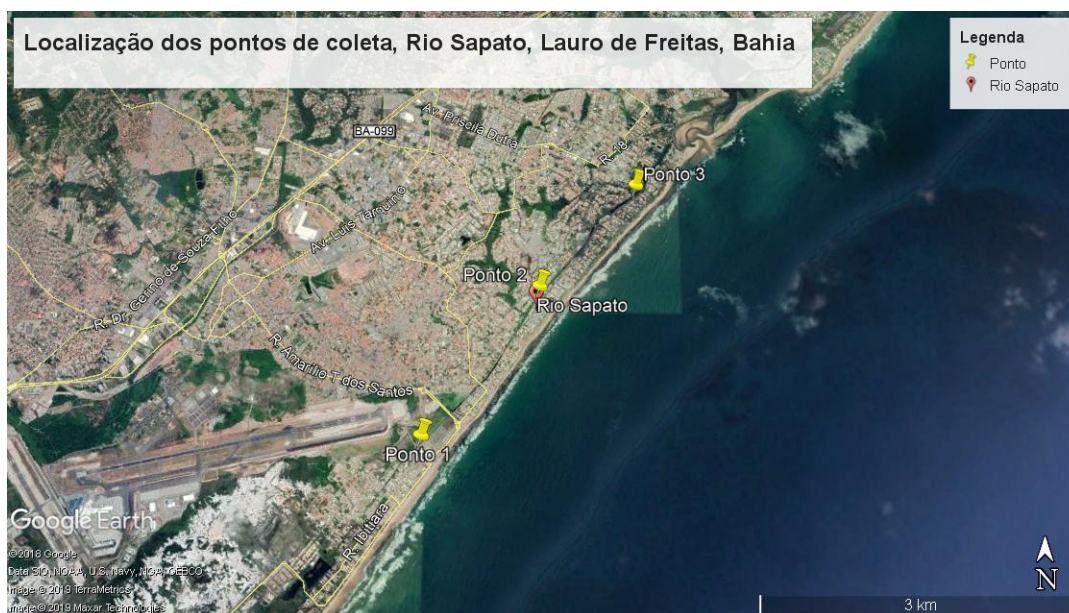 Localização dos pontos de coleta, Rio Sapato, Lauro de Freitas, Bahia
Legenda
Ponto
Rio Sapato
Av. Priscila Dutra
BA-099
R. 18
Ponto 3
Av. Luís Tarquínio
R. Dr. Gerino de Souza Filho
Ponto 2
Rio Sapato
R. Amarílio T dos Santos
Ponto 1
R. Ibitiara
Google Earth
©2018 Google
Data SIO, NOAA, U.S. Navy, NGA, GEBCO
Image © 2019 TerraMetrics
Image © 2019 Maxar Technologies
N
3 km